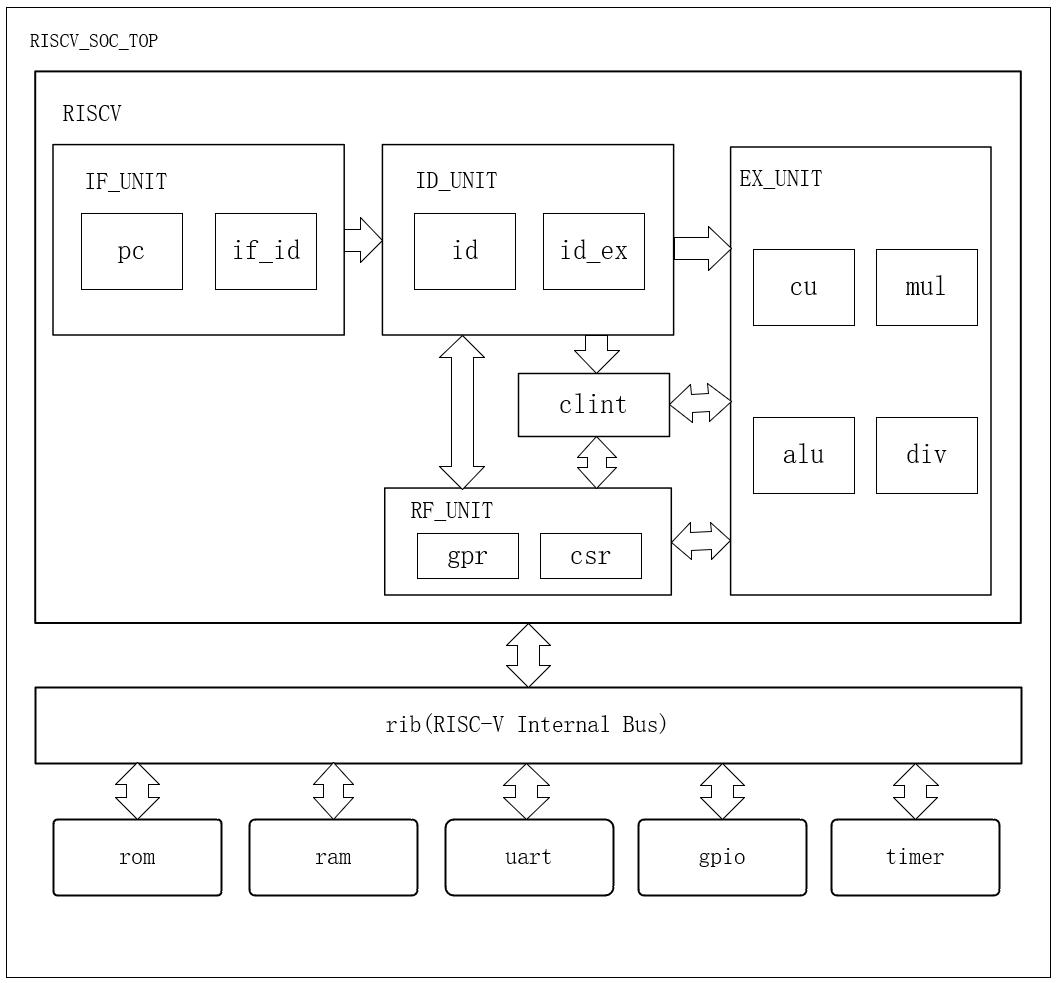 RISCV_SOC_TOP
RISCV
IF_UNIT
pc
if_id
ID_UNIT
id
id_ex
EX_UNIT
cu
mul
alu
div
clint
RF_UNIT
gpr
csr
rib(RISC-V Internal Bus)
rom
ram
uart
gpio
timer